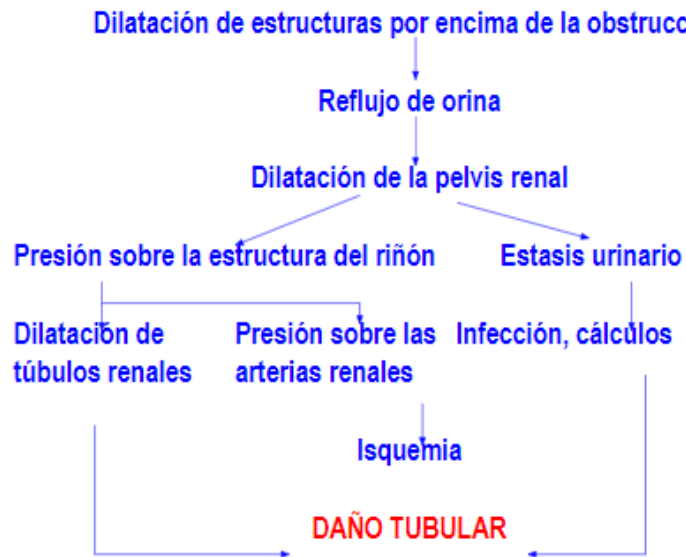 Dilatación de estructuras por encima de la obstrucc
Reflujo de orina
Dilatación de la pelvis renal
Presión sobre la estructura del riñón
Estasis urinario
Dilatación de
túbulos renales
Presión sobre las
arterias renales
Infección, cálculos
Isquemia
DAÑO TUBULAR